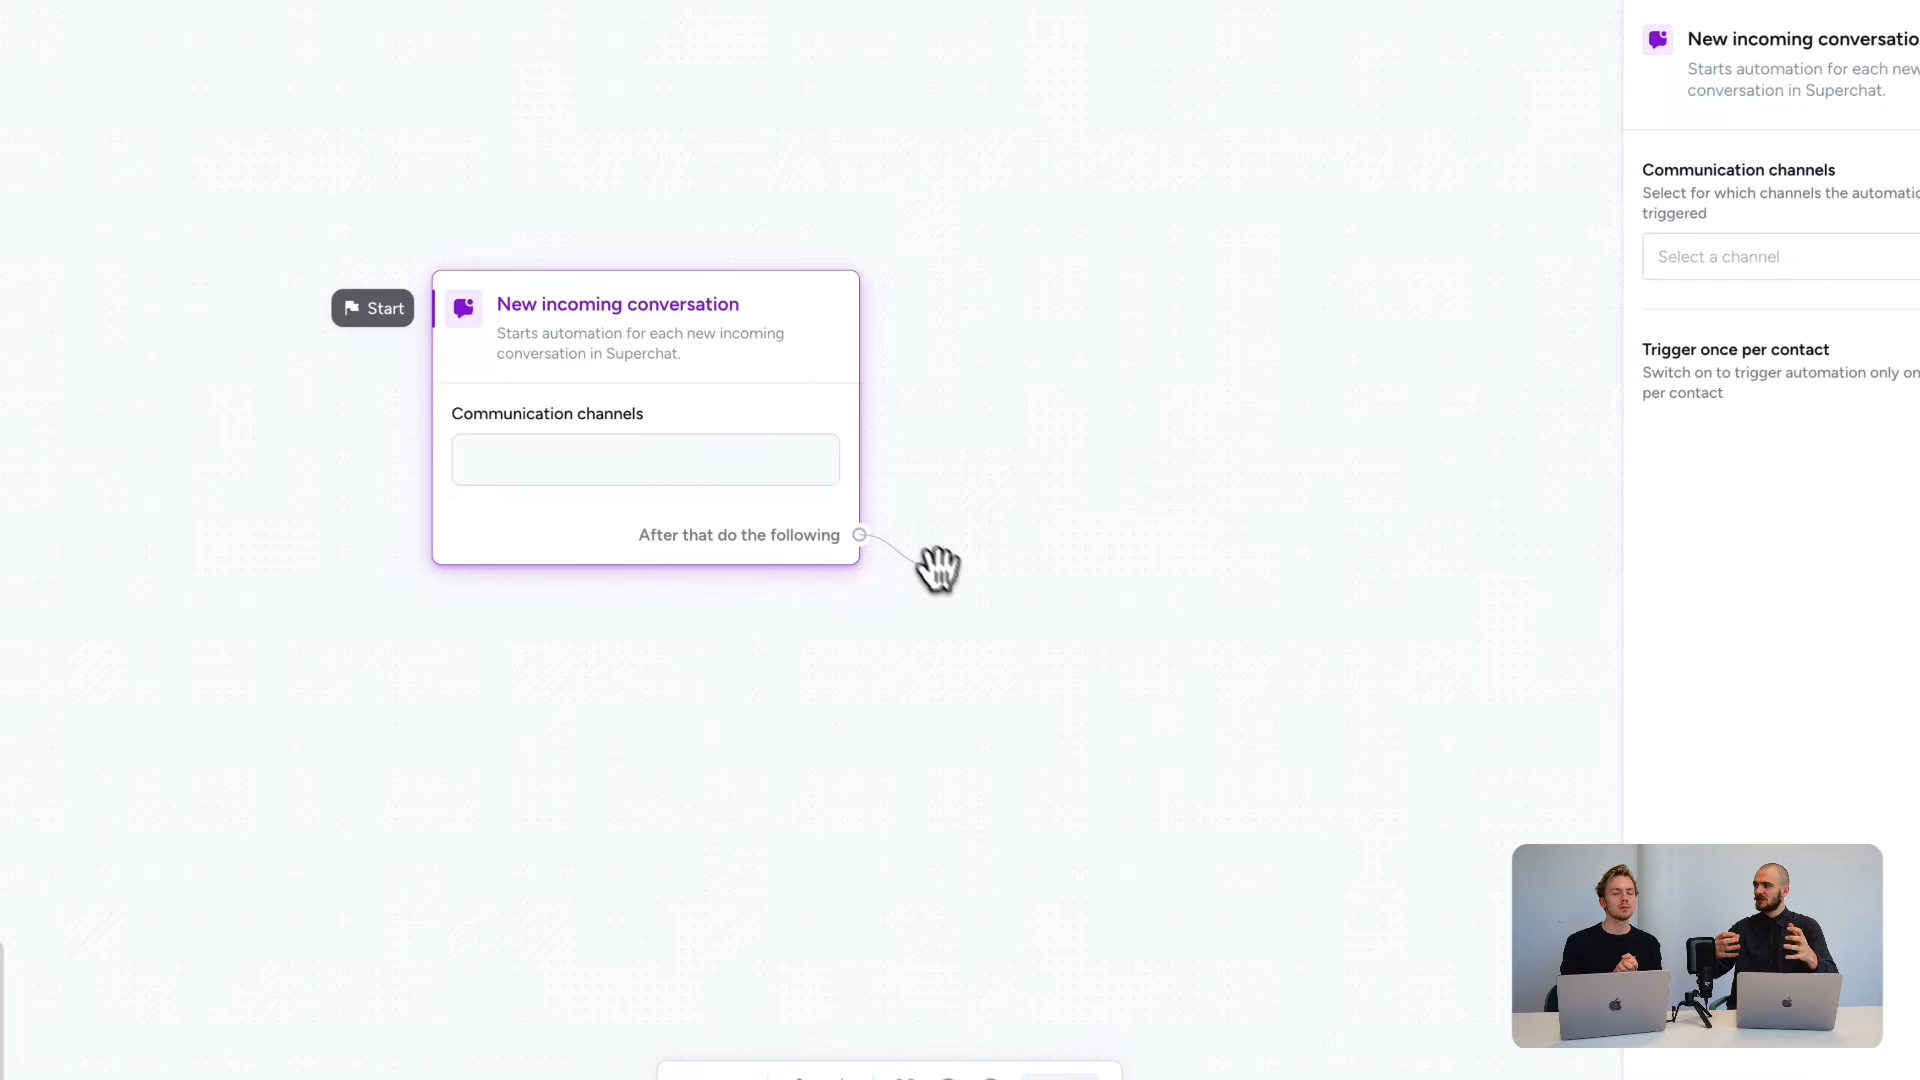 Start
New incoming conversation
Starts automation for each new incoming
conversation in Superchat.
Communication channels
After that do the following
New incoming conversatio
Starts automation for each new
conversation in Superchat.
Communication channels
Select for which channels the automatic
triggered
Select a channel
Trigger once per contact
Switch on to trigger automation only on
per contact